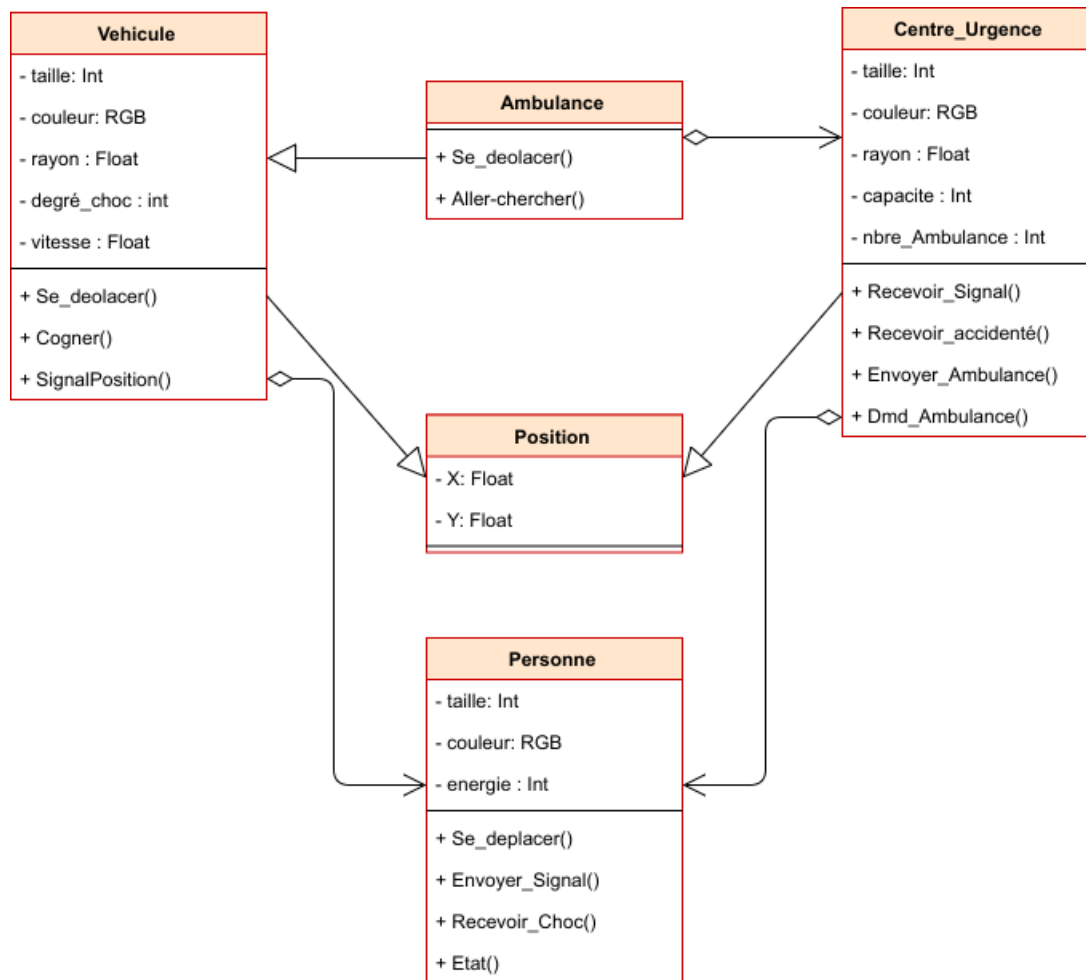 Vehicule
- taille: Int
- couleur: RGB
- rayon : Float
- degré_choc : int
- vitesse : Float
+ Se_deolacer()
+ Cogner()
+ SignalPosition()
Ambulance
+ Se_deolacer()
+ Aller-chercher()
Centre_Urgence
- taille: Int
- couleur: RGB
- rayon : Float
- capacite : Int
- nbre_Ambulance : Int
+ Recevoir_Signal()
+ Recevoir_accidenté()
+ Envoyer_Ambulance()
+ Dmd_Ambulance()
Position
- X: Float
- Y: Float
Personne
- taille: Int
- couleur: RGB
- energie : Int
+ Se_deplacer()
+ Envoyer_Signal()
+ Recevoir_Choc()
+ Etat()